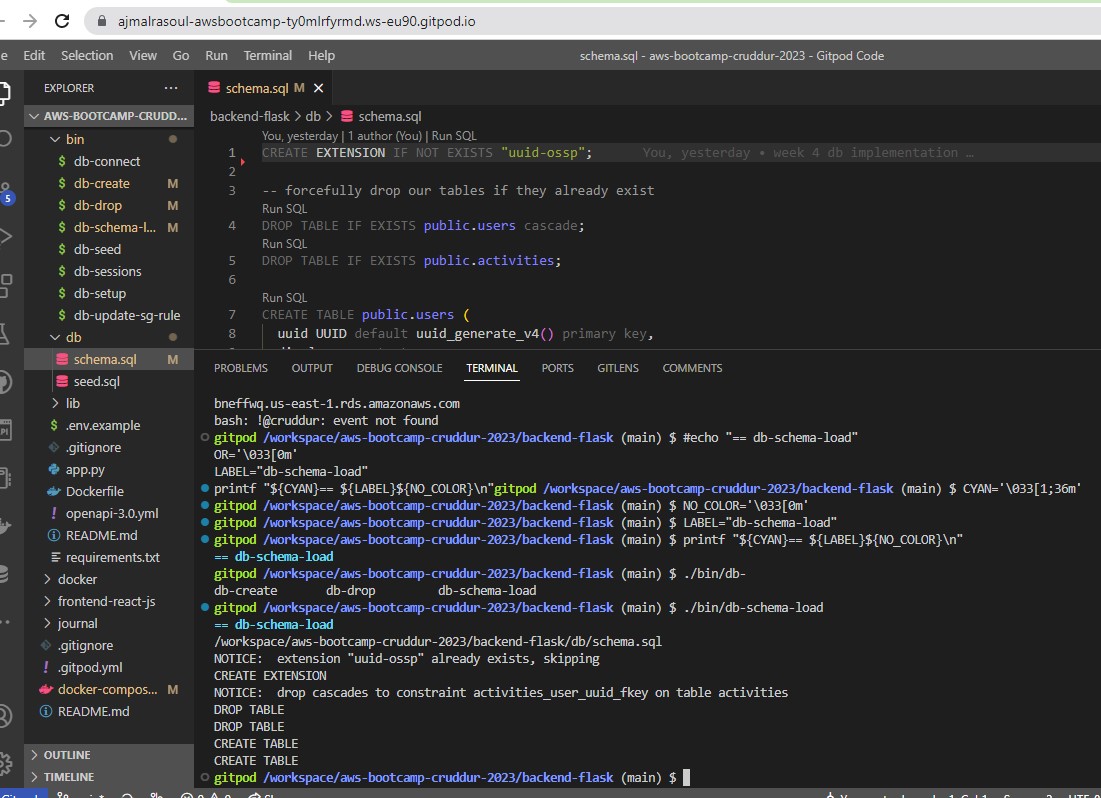 ajmalrasoul-awsbootcamp-ty0mlrfyrmd.ws-eu90.gitpod.io
e Edit Selection View Go Run Terminal Help
schema.sql - aws-bootcamp-cruddur-2023 - Gitpod Code
EXPLORER ···
AWS-BOOTCAMP-CRUDD...
bin
$ db-connect
$ db-create M
$ db-drop M
$ db-schema-l... M
$ db-seed
$ db-sessions
$ db-setup
$ db-update-sg-rule
db
schema.sql M
seed.sql
lib
$ .env.example
.gitignore
app.py
Dockerfile
! openapi-3.0.yml
README.md
requirements.txt
docker
frontend-react-js
journal
.gitignore
! .gitpod.yml
docker-compos... M
README.md
OUTLINE
TIMELINE
5
schema.sql M
backend-flask > db > schema.sql
You, yesterday | 1 author (You) | Run SQL
1 CREATE EXTENSION IF NOT EXISTS "uuid-ossp"; You, yesterday • week 4 db implementation …
2
3 -- forcefully drop our tables if they already exist
Run SQL
4 DROP TABLE IF EXISTS public.users cascade;
Run SQL
5 DROP TABLE IF EXISTS public.activities;
6
Run SQL
7 CREATE TABLE public.users (
8 uuid UUID default uuid_generate_v4() primary key,
PROBLEMS OUTPUT DEBUG CONSOLE TERMINAL PORTS GITLENS COMMENTS
bneffwq.us-east-1.rds.amazonaws.com
bash: !@cruddur: event not found
gitpod /workspace/aws-bootcamp-cruddur-2023/backend-flask (main) $ #echo "== db-schema-load"
OR='\033[0m'
LABEL="db-schema-load"
printf "${CYAN}== ${LABEL}${NO_COLOR}\n"gitpod /workspace/aws-bootcamp-cruddur-2023/backend-flask (main) $ CYAN='\033[1;36m'
gitpod /workspace/aws-bootcamp-cruddur-2023/backend-flask (main) $ NO_COLOR='\033[0m'
gitpod /workspace/aws-bootcamp-cruddur-2023/backend-flask (main) $ LABEL="db-schema-load"
gitpod /workspace/aws-bootcamp-cruddur-2023/backend-flask (main) $ printf "${CYAN}== ${LABEL}${NO_COLOR}\n"
== db-schema-load
gitpod /workspace/aws-bootcamp-cruddur-2023/backend-flask (main) $ ./bin/db-
db-create db-drop db-schema-load
gitpod /workspace/aws-bootcamp-cruddur-2023/backend-flask (main) $ ./bin/db-schema-load
== db-schema-load
/workspace/aws-bootcamp-cruddur-2023/backend-flask/db/schema.sql
NOTICE: extension "uuid-ossp" already exists, skipping
CREATE EXTENSION
NOTICE: drop cascades to constraint activities_user_uuid_fkey on table activities
DROP TABLE
DROP TABLE
CREATE TABLE
CREATE TABLE
gitpod /workspace/aws-bootcamp-cruddur-2023/backend-flask (main) $